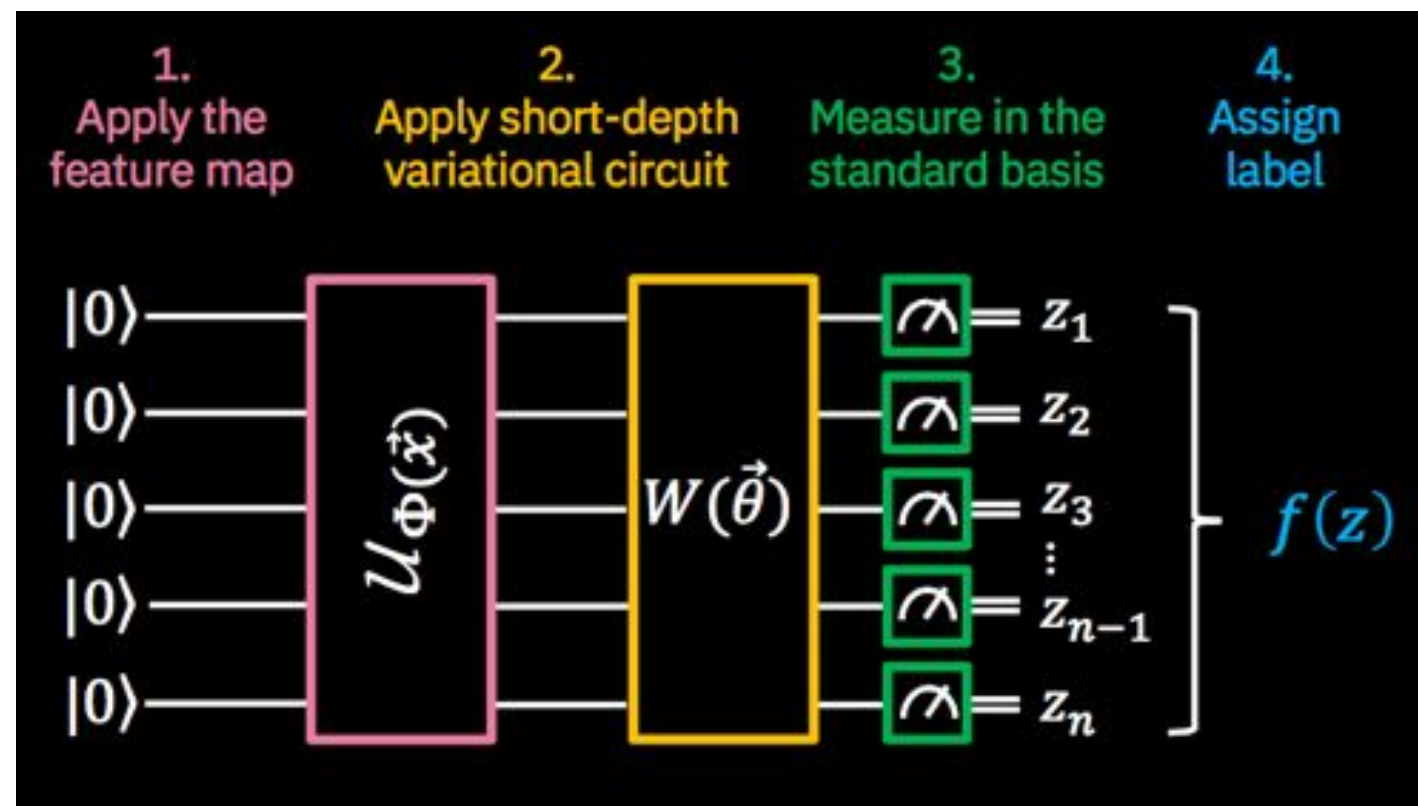 1.
Apply the
feature map
2.
Apply short-depth
variational circuit
3.
Measure in the
standard basis
4.
Assign
label
|0⟩
|0⟩
|0⟩
|0⟩
|0⟩
𝒰_Φ(x⃗)
W(θ⃗)
z₁
z₂
z₃
⋮
zₙ₋₁
zₙ
f(z)